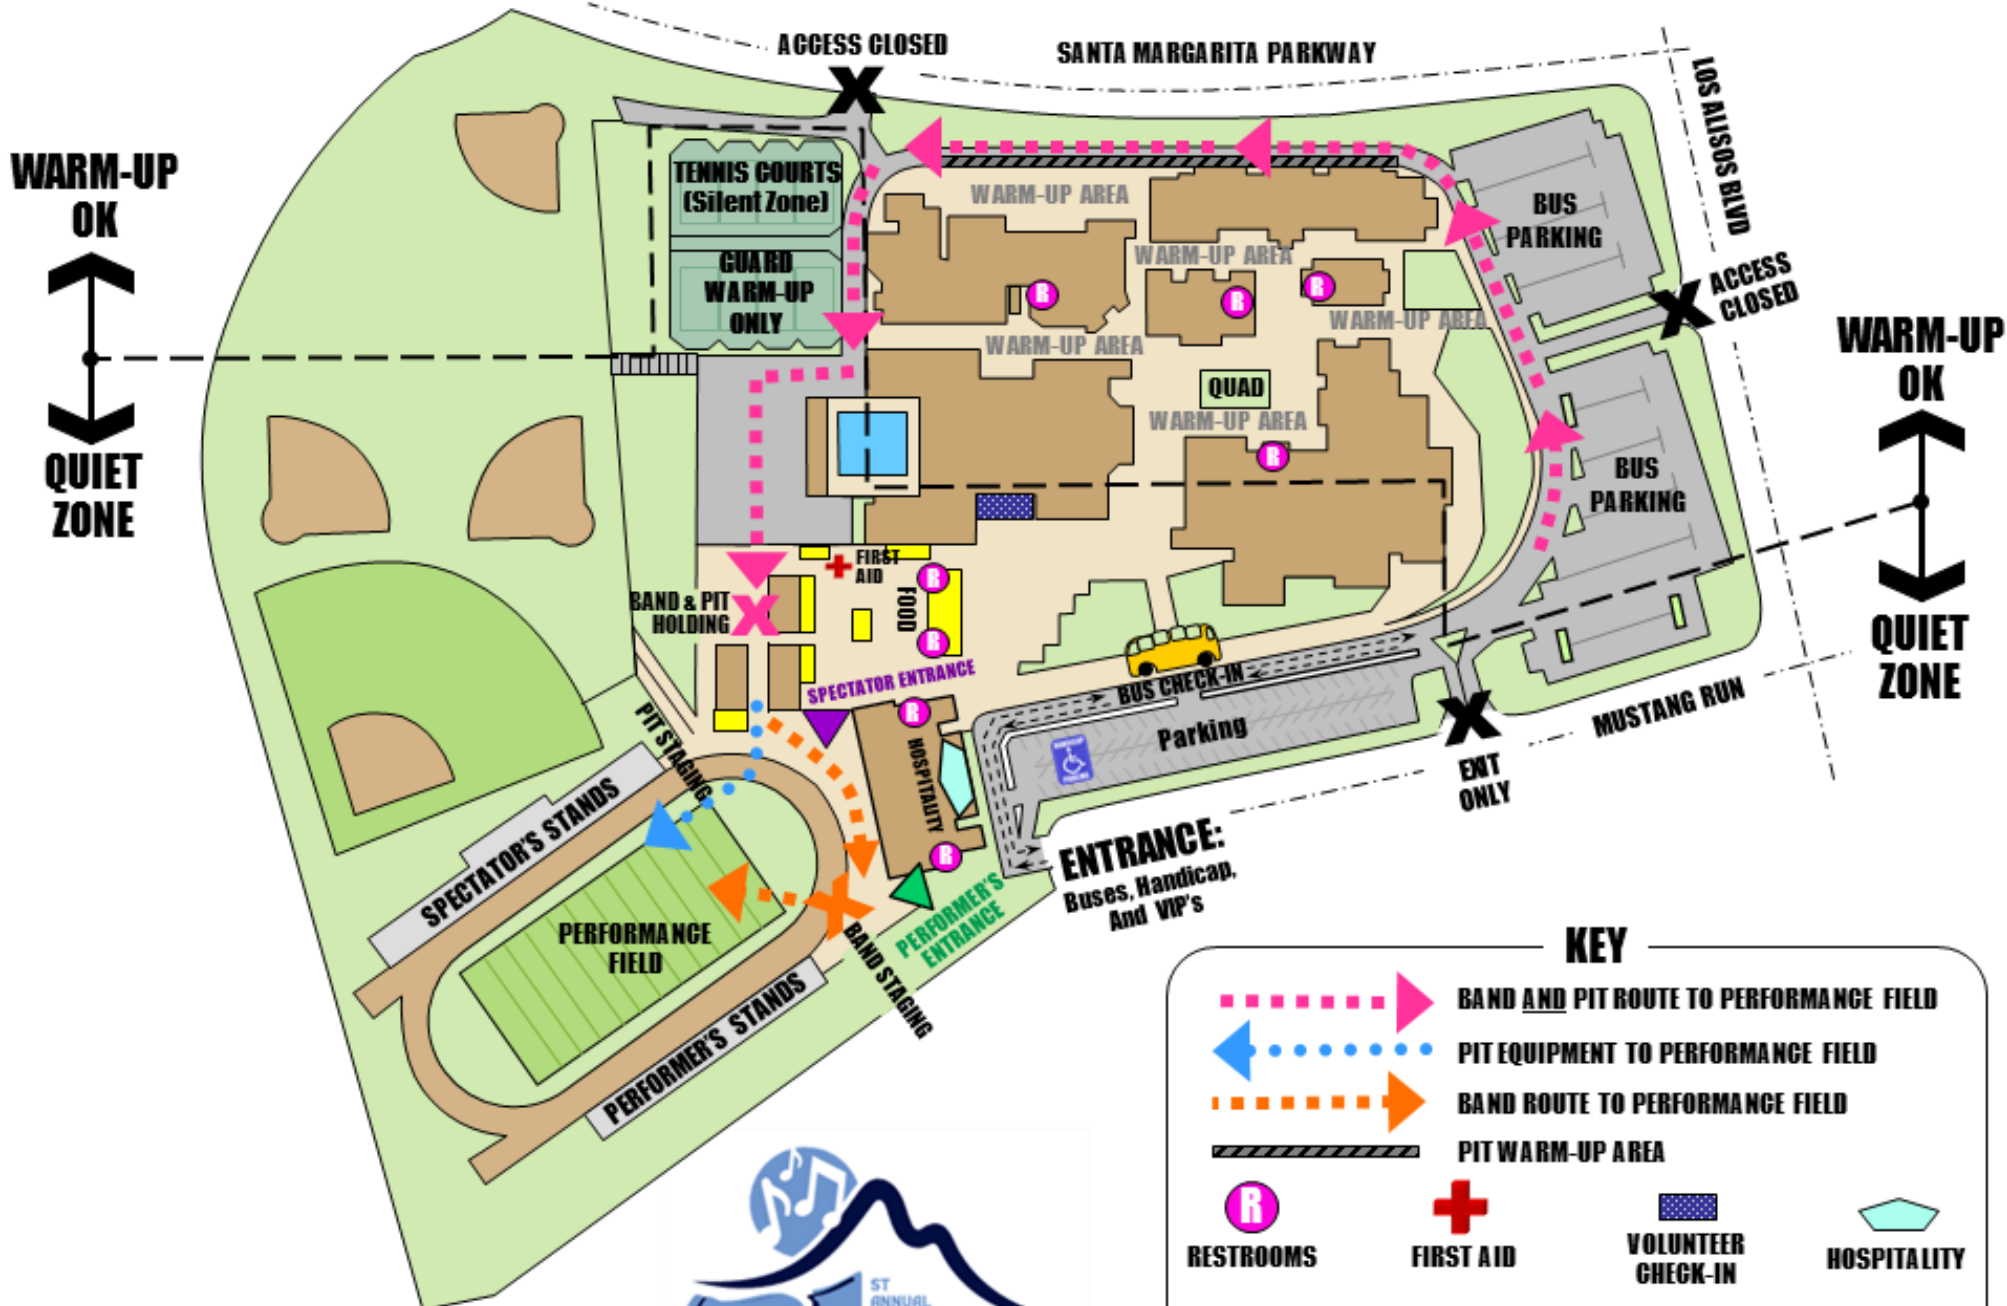 ACCESS CLOSED
SANTA MARGARITA PARKWAY
LOS ALISOS BLVD
WARM-UP
OK
QUIET
ZONE
TENNIS COURTS
(Silent Zone)
GUARD
WARM-UP
ONLY
WARM-UP AREA
WARM-UP AREA
WARM-UP AREA
WARM-UP AREA
WARM-UP AREA
QUAD
R
R
R
R
BUS
PARKING
ACCESS
CLOSED
BUS
PARKING
WARM-UP
OK
QUIET
ZONE
FIRST
AID
FOOD
R
R
BAND & PIT
HOLDING
SPECTATOR ENTRANCE
BUS CHECK-IN
Parking
HANDICAP
PARKING
MUSTANG RUN
EXIT
ONLY
PIT STAGING
R
HOSPITALITY
R
SPECTATOR'S STANDS
PERFORMANCE
FIELD
PERFORMER'S STANDS
BAND STAGING
PERFORMER'S
ENTRANCE
ENTRANCE:
Buses, Handicap,
And VIP's
KEY
BAND AND PIT ROUTE TO PERFORMANCE FIELD
PIT EQUIPMENT TO PERFORMANCE FIELD
BAND ROUTE TO PERFORMANCE FIELD
PIT WARM-UP AREA
R
RESTROOMS
FIRST AID
VOLUNTEER
CHECK-IN
HOSPITALITY
ST
ANNUAL